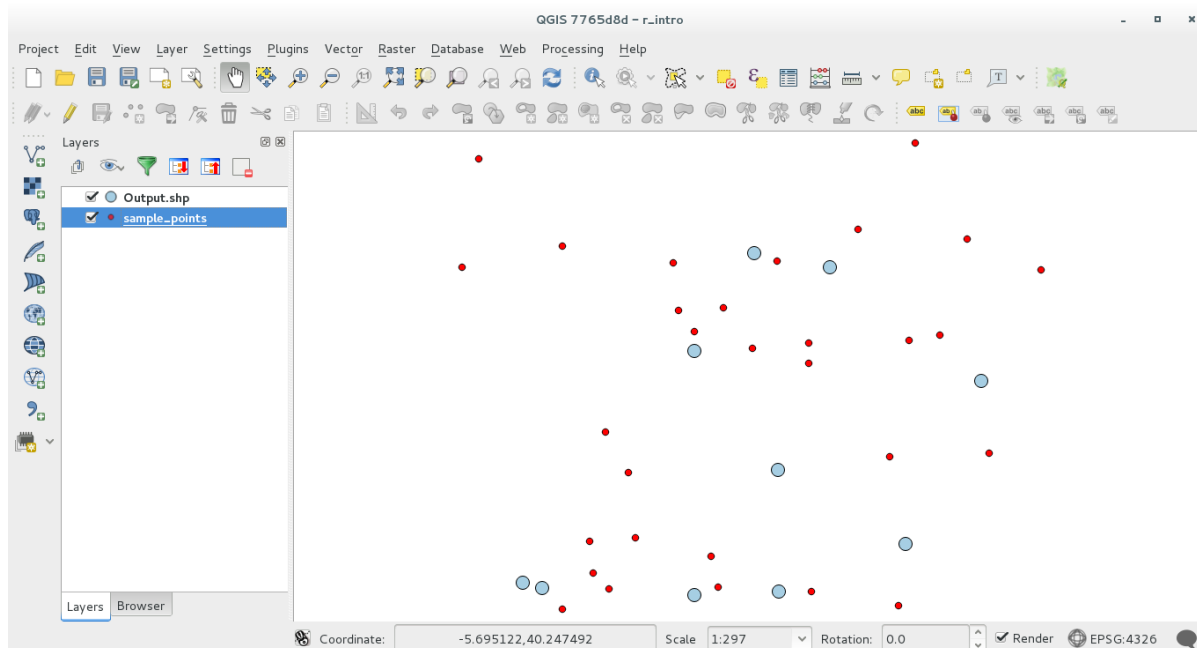 QGIS 7765d8d - r_intro
Project Edit View Layer Settings Plugins Vector Raster Database Web Processing Help
Layers
Output.shp
sample_points
Layers Browser
Coordinate: -5.695122,40.247492 Scale 1:297 Rotation: 0.0 Render EPSG:4326